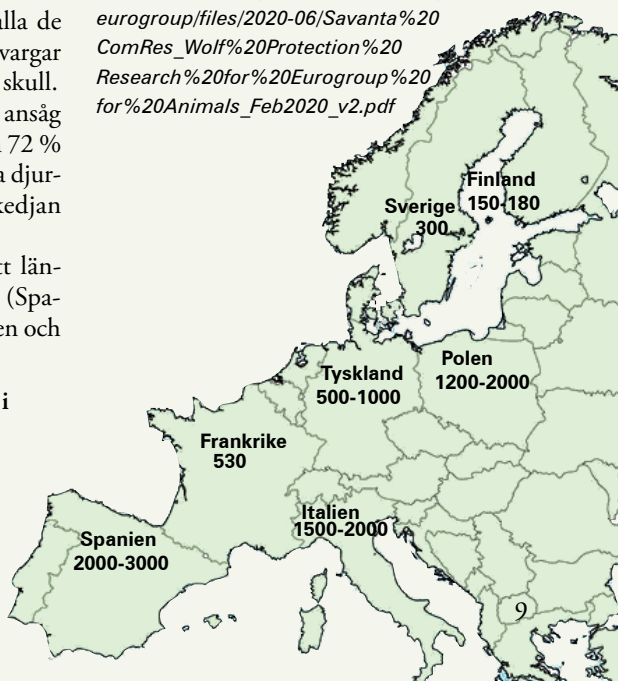 alla de
vargar
skull.
ansåg
72 %
a djur-
kedjan
tt län-
(Spa-
en och
i
eurogroup/files/2020-06/Savanta%20
ComRes_Wolf%20Protection%20
Research%20for%20Eurogroup%20
for%20Animals_Feb2020_v2.pdf
Finland
150-180
Sverige
300
Polen
1200-2000
Tyskland
500-1000
Frankrike
530
Italien
1500-2000
Spanien
2000-3000
9